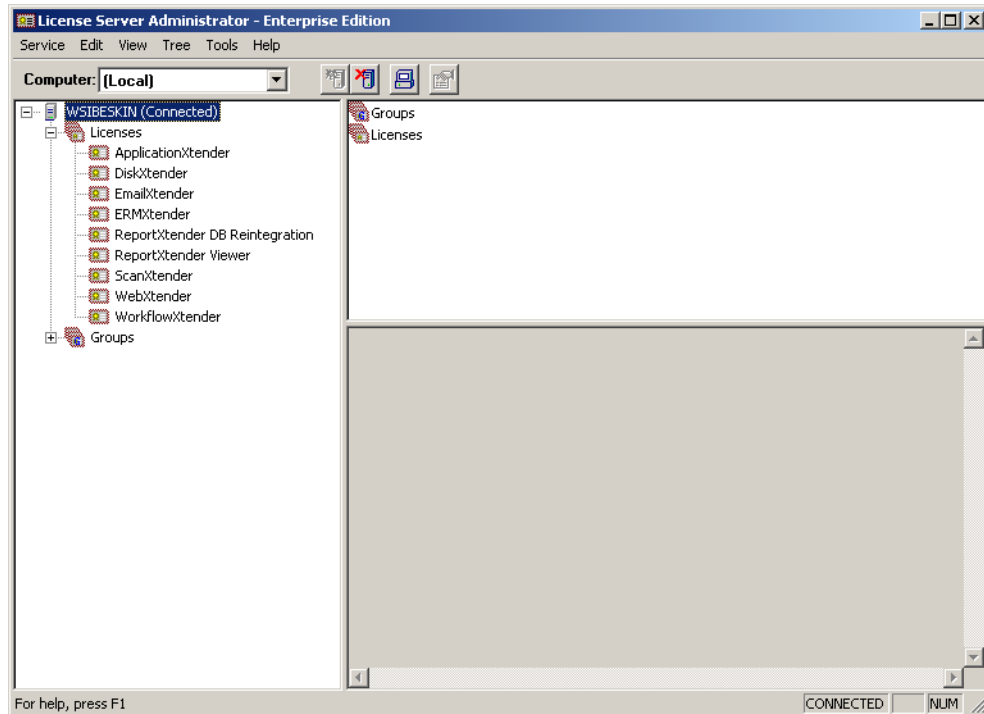 License Server Administrator - Enterprise Edition
Service Edit View Tree Tools Help
Computer: (Local)
WSIBESKIN (Connected)
Licenses
ApplicationXtender
DiskXtender
EmailXtender
ERMXtender
ReportXtender DB Reintegration
ReportXtender Viewer
ScanXtender
WebXtender
WorkflowXtender
Groups
Groups
Licenses
For help, press F1 CONNECTED NUM